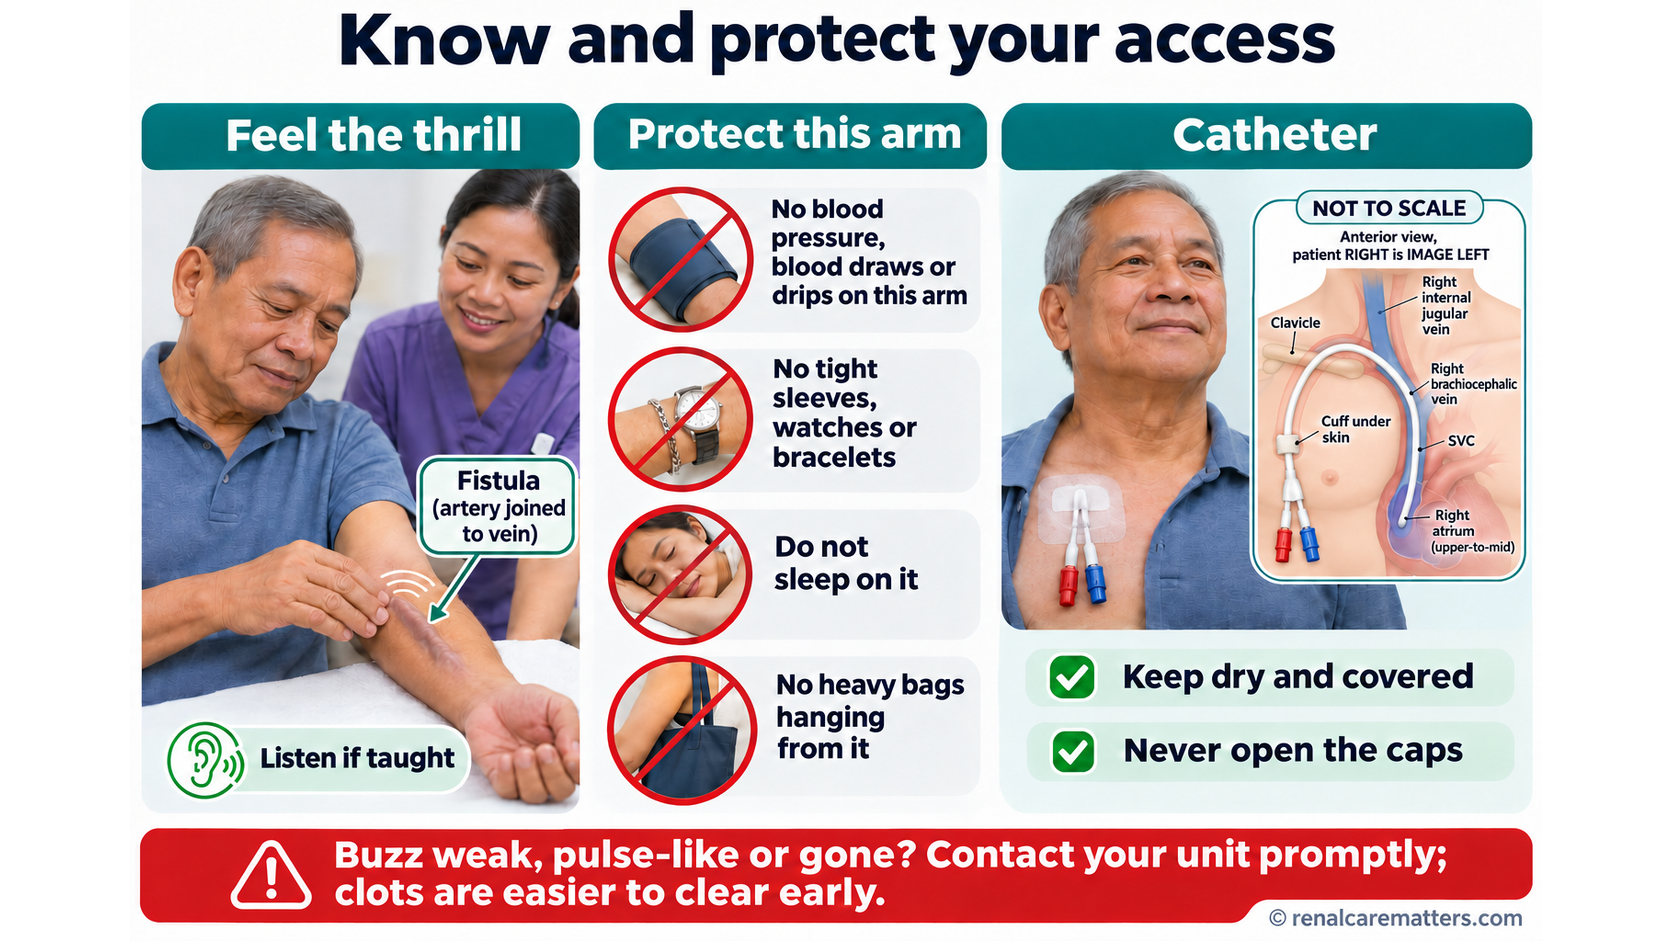 Know and protect your access
Feel the thrill
Fistula
(artery joined
to vein)
Listen if taught
Protect this arm
No blood
pressure,
blood draws or
drips on this arm
No tight
sleeves,
watches or
bracelets
Do not
sleep on it
No heavy bags
hanging
from it
Catheter
NOT TO SCALE
Anterior view,
patient RIGHT is IMAGE LEFT
Right
internal
jugular
vein
Clavicle
Right
brachiocephalic
vein
Cuff under
skin
SVC
Right
atrium
(upper-to-mid)
Keep dry and covered
Never open the caps
Buzz weak, pulse-like or gone? Contact your unit promptly;
clots are easier to clear early.
© renalcarematters.com